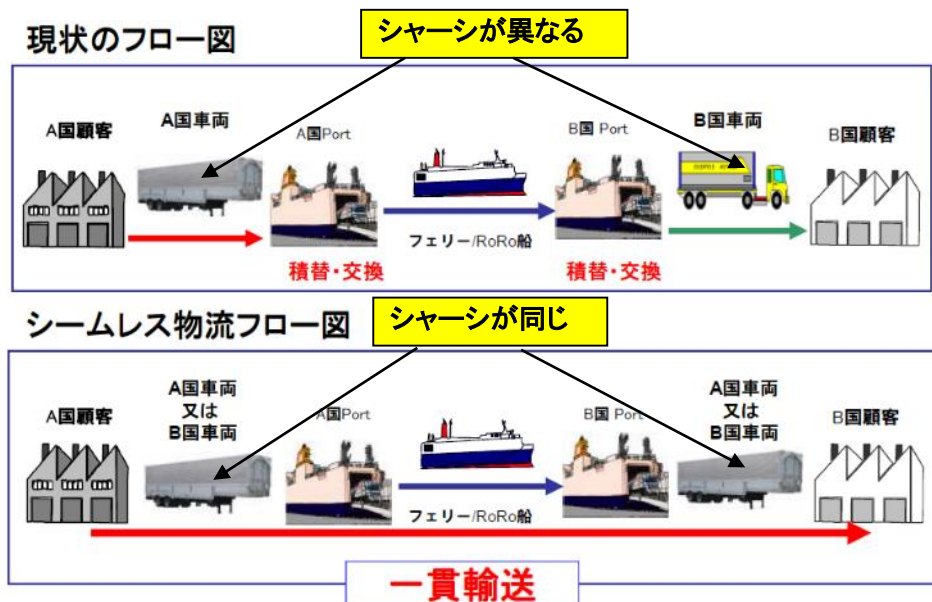 現状のフロー図
シャーシが異なる
A国顧客
A国車両
A国Port
B国 Port
B国車両
B国顧客
フェリー/RoRo船
積替・交換
積替・交換
シームレス物流フロー図
シャーシが同じ
A国顧客
A国車両
又は
B国車両
A国Port
B国 Port
A国車両
又は
B国車両
B国顧客
フェリー/RoRo船
一貫輸送